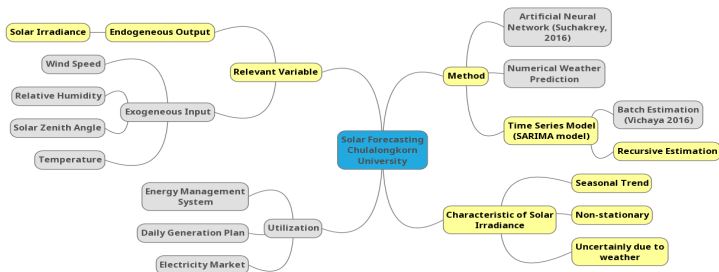 Solar Forecasting
Chulalongkorn
University
Relevant Variable
Endogeneous Output
Solar Irradiance
Exogeneous Input
Wind Speed
Relative Humidity
Solar Zenith Angle
Temperature
Utilization
Energy Management
System
Daily Generation Plan
Electricity Market
Method
Artificial Neural
Network (Suchakrey,
2016)
Numerical Weather
Prediction
Time Series Model
(SARIMA model)
Batch Estimation
(Vichaya 2016)
Recursive Estimation
Characteristic of Solar
Irradiance
Seasonal Trend
Non-stationary
Uncertainly due to
weather